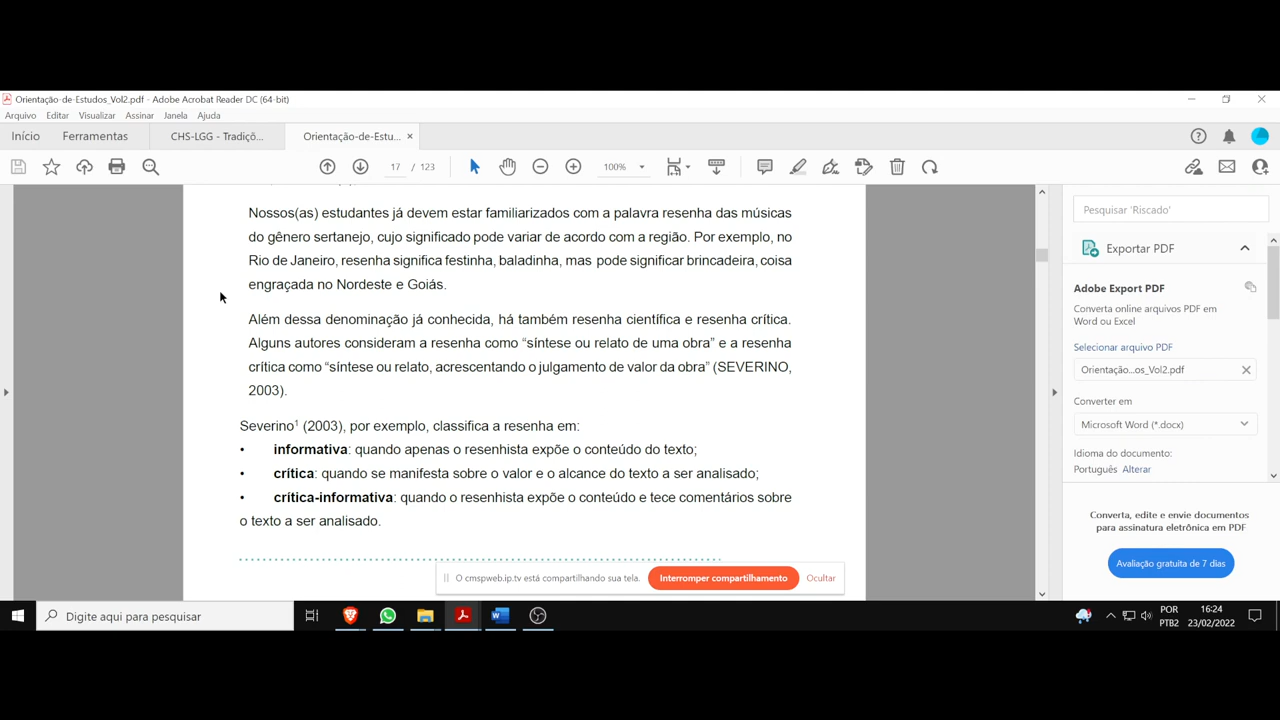 Orientação-de-Estudos_Vol2.pdf - Adobe Acrobat Reader DC (64-bit)
Arquivo Editar Visualizar Assinar Janela Ajuda
Início Ferramentas CHS-LGG - Tradiçõ... Orientação-de-Estu... ×
17 / 123 100%
Nossos(as) estudantes já devem estar familiarizados com a palavra resenha das músicas
do gênero sertanejo, cujo significado pode variar de acordo com a região. Por exemplo, no
Rio de Janeiro, resenha significa festinha, baladinha, mas pode significar brincadeira, coisa
engraçada no Nordeste e Goiás.
Além dessa denominação já conhecida, há também resenha científica e resenha crítica.
Alguns autores consideram a resenha como “síntese ou relato de uma obra” e a resenha
crítica como “síntese ou relato, acrescentando o julgamento de valor da obra” (SEVERINO,
2003).
Severino¹ (2003), por exemplo, classifica a resenha em:
• informativa: quando apenas o resenhista expõe o conteúdo do texto;
• crítica: quando se manifesta sobre o valor e o alcance do texto a ser analisado;
• crítica-informativa: quando o resenhista expõe o conteúdo e tece comentários sobre
o texto a ser analisado.
Pesquisar 'Riscado'
Exportar PDF
Adobe Export PDF
Converta online arquivos PDF em
Word ou Excel
Selecionar arquivo PDF
Orientação...os_Vol2.pdf
Converter em
Microsoft Word (*.docx)
Idioma do documento:
Português Alterar
Converta, edite e envie documentos
para assinatura eletrônica em PDF
Avaliação gratuita de 7 dias
O cmspweb.ip.tv está compartilhando sua tela. Interromper compartilhamento Ocultar
Digite aqui para pesquisar
POR
PTB2
16:24
23/02/2022